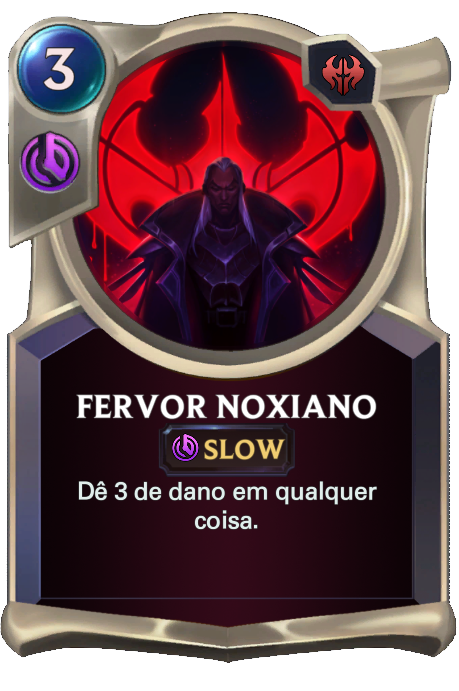 3
FERVOR NOXIANO
SLOW
Dê 3 de dano em qualquer
coisa.